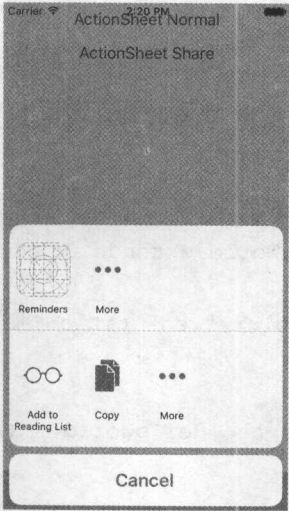 Carrier 2:20 PM
ActionSheet Normal
ActionSheet Share
Reminders
More
Add to
Reading List
Copy
More
Cancel